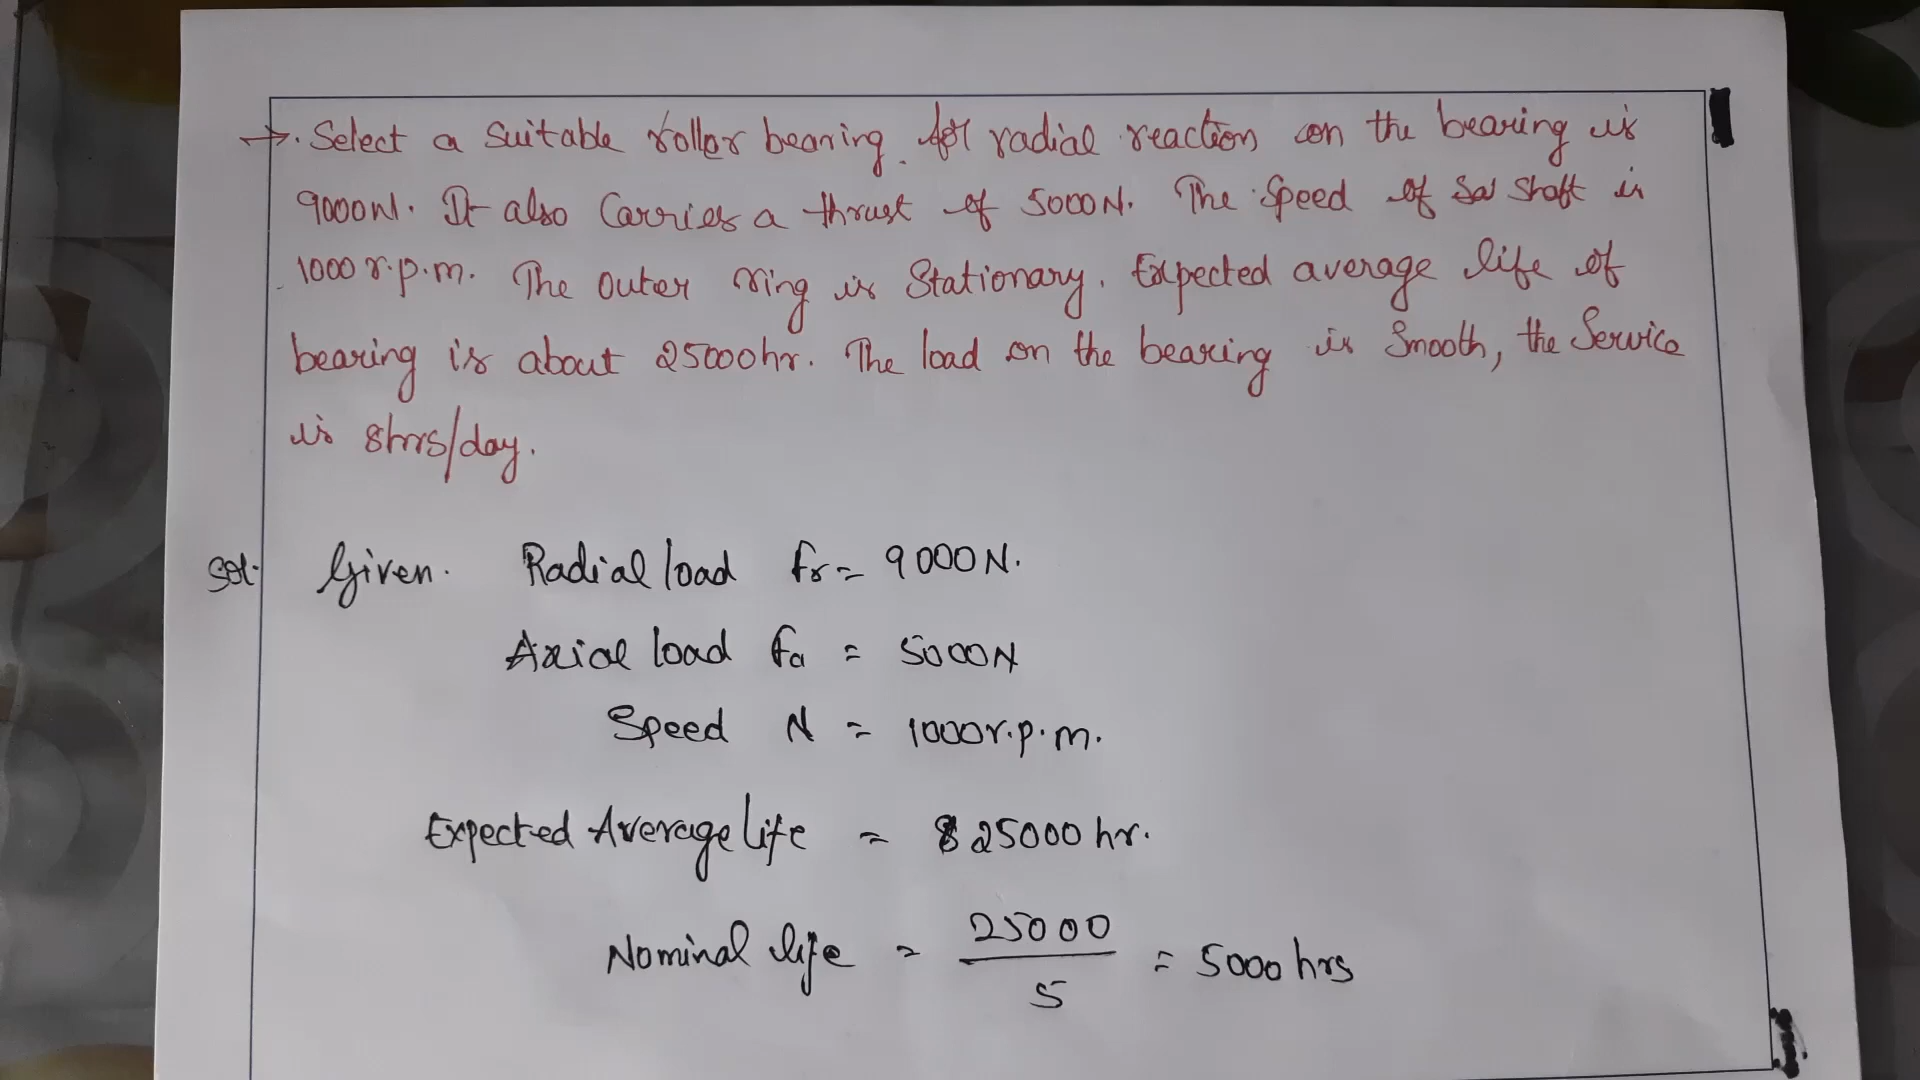 →. Select a suitable roller bearing. for radial reaction on the bearing is
9000N. It also Carries a thrust of 5000N. The Speed of shaft is
1000 r.p.m. The outer ring is Stationary. Expected average life of
bearing is about 25000hr. The load on the bearing is Smooth, the Service
is 8hrs/day.
Sol. Given. Radial load Fr = 9000N.
Axial load Fa = 5000N
Speed N = 1000r.p.m.
Expected Average life = 25000 hr.
Nominal life = 25000 / 5 = 5000 hrs